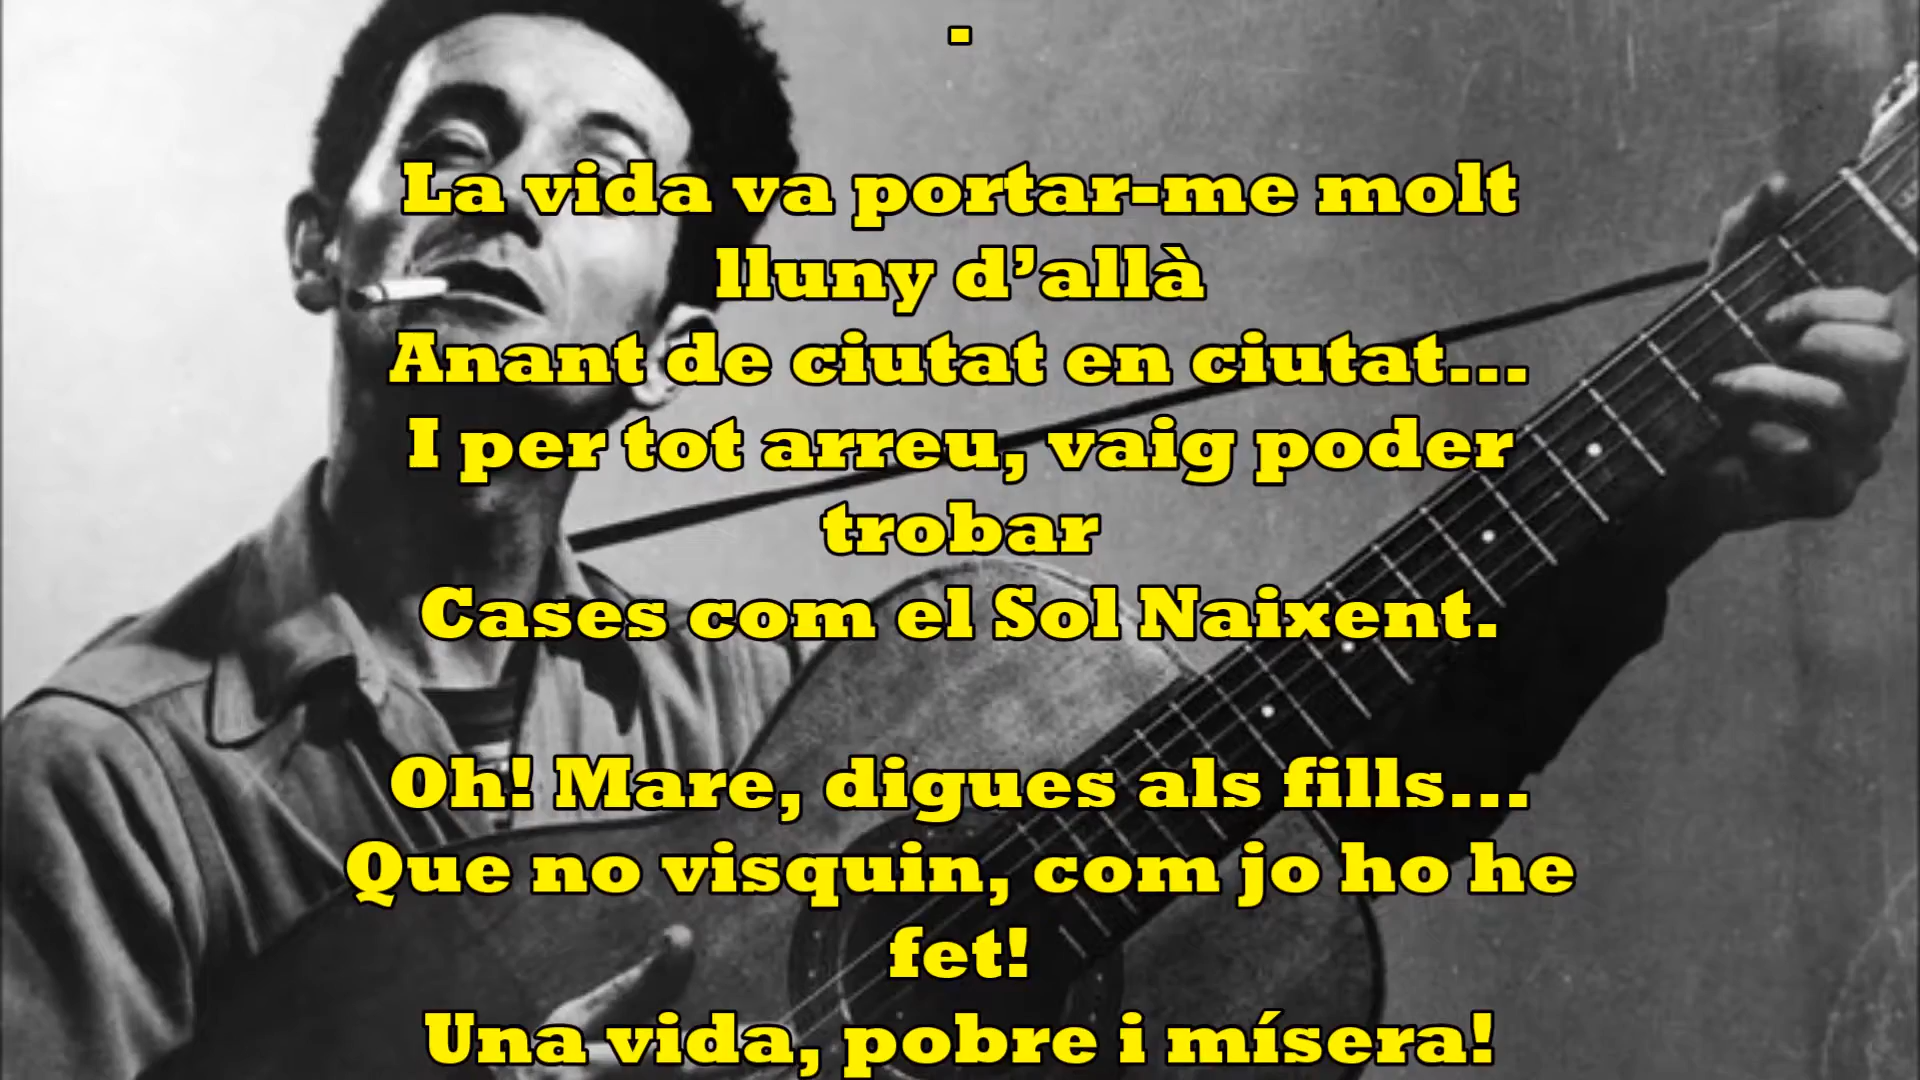 -
La vida va portar-me molt
lluny d’allà
Anant de ciutat en ciutat...
I per tot arreu, vaig poder
trobar
Cases com el Sol Naixent.
Oh! Mare, digues als fills...
Que no visquin, com jo ho he
fet!
Una vida, pobre i mísera!